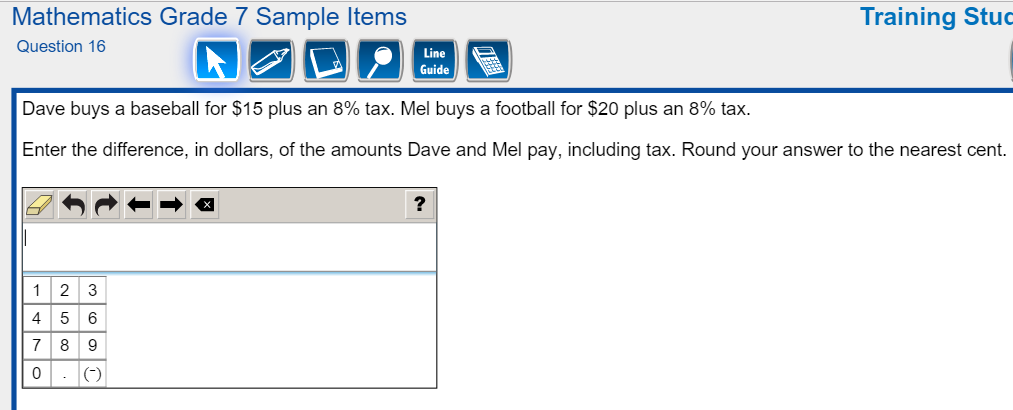 Mathematics Grade 7 Sample Items
Training Stud
Question 16
Line
Guide
Dave buys a baseball for $15 plus an 8% tax. Mel buys a football for $20 plus an 8% tax.
Enter the difference, in dollars, of the amounts Dave and Mel pay, including tax. Round your answer to the nearest cent.
?
1 2 3
4 5 6
7 8 9
0 . (-)